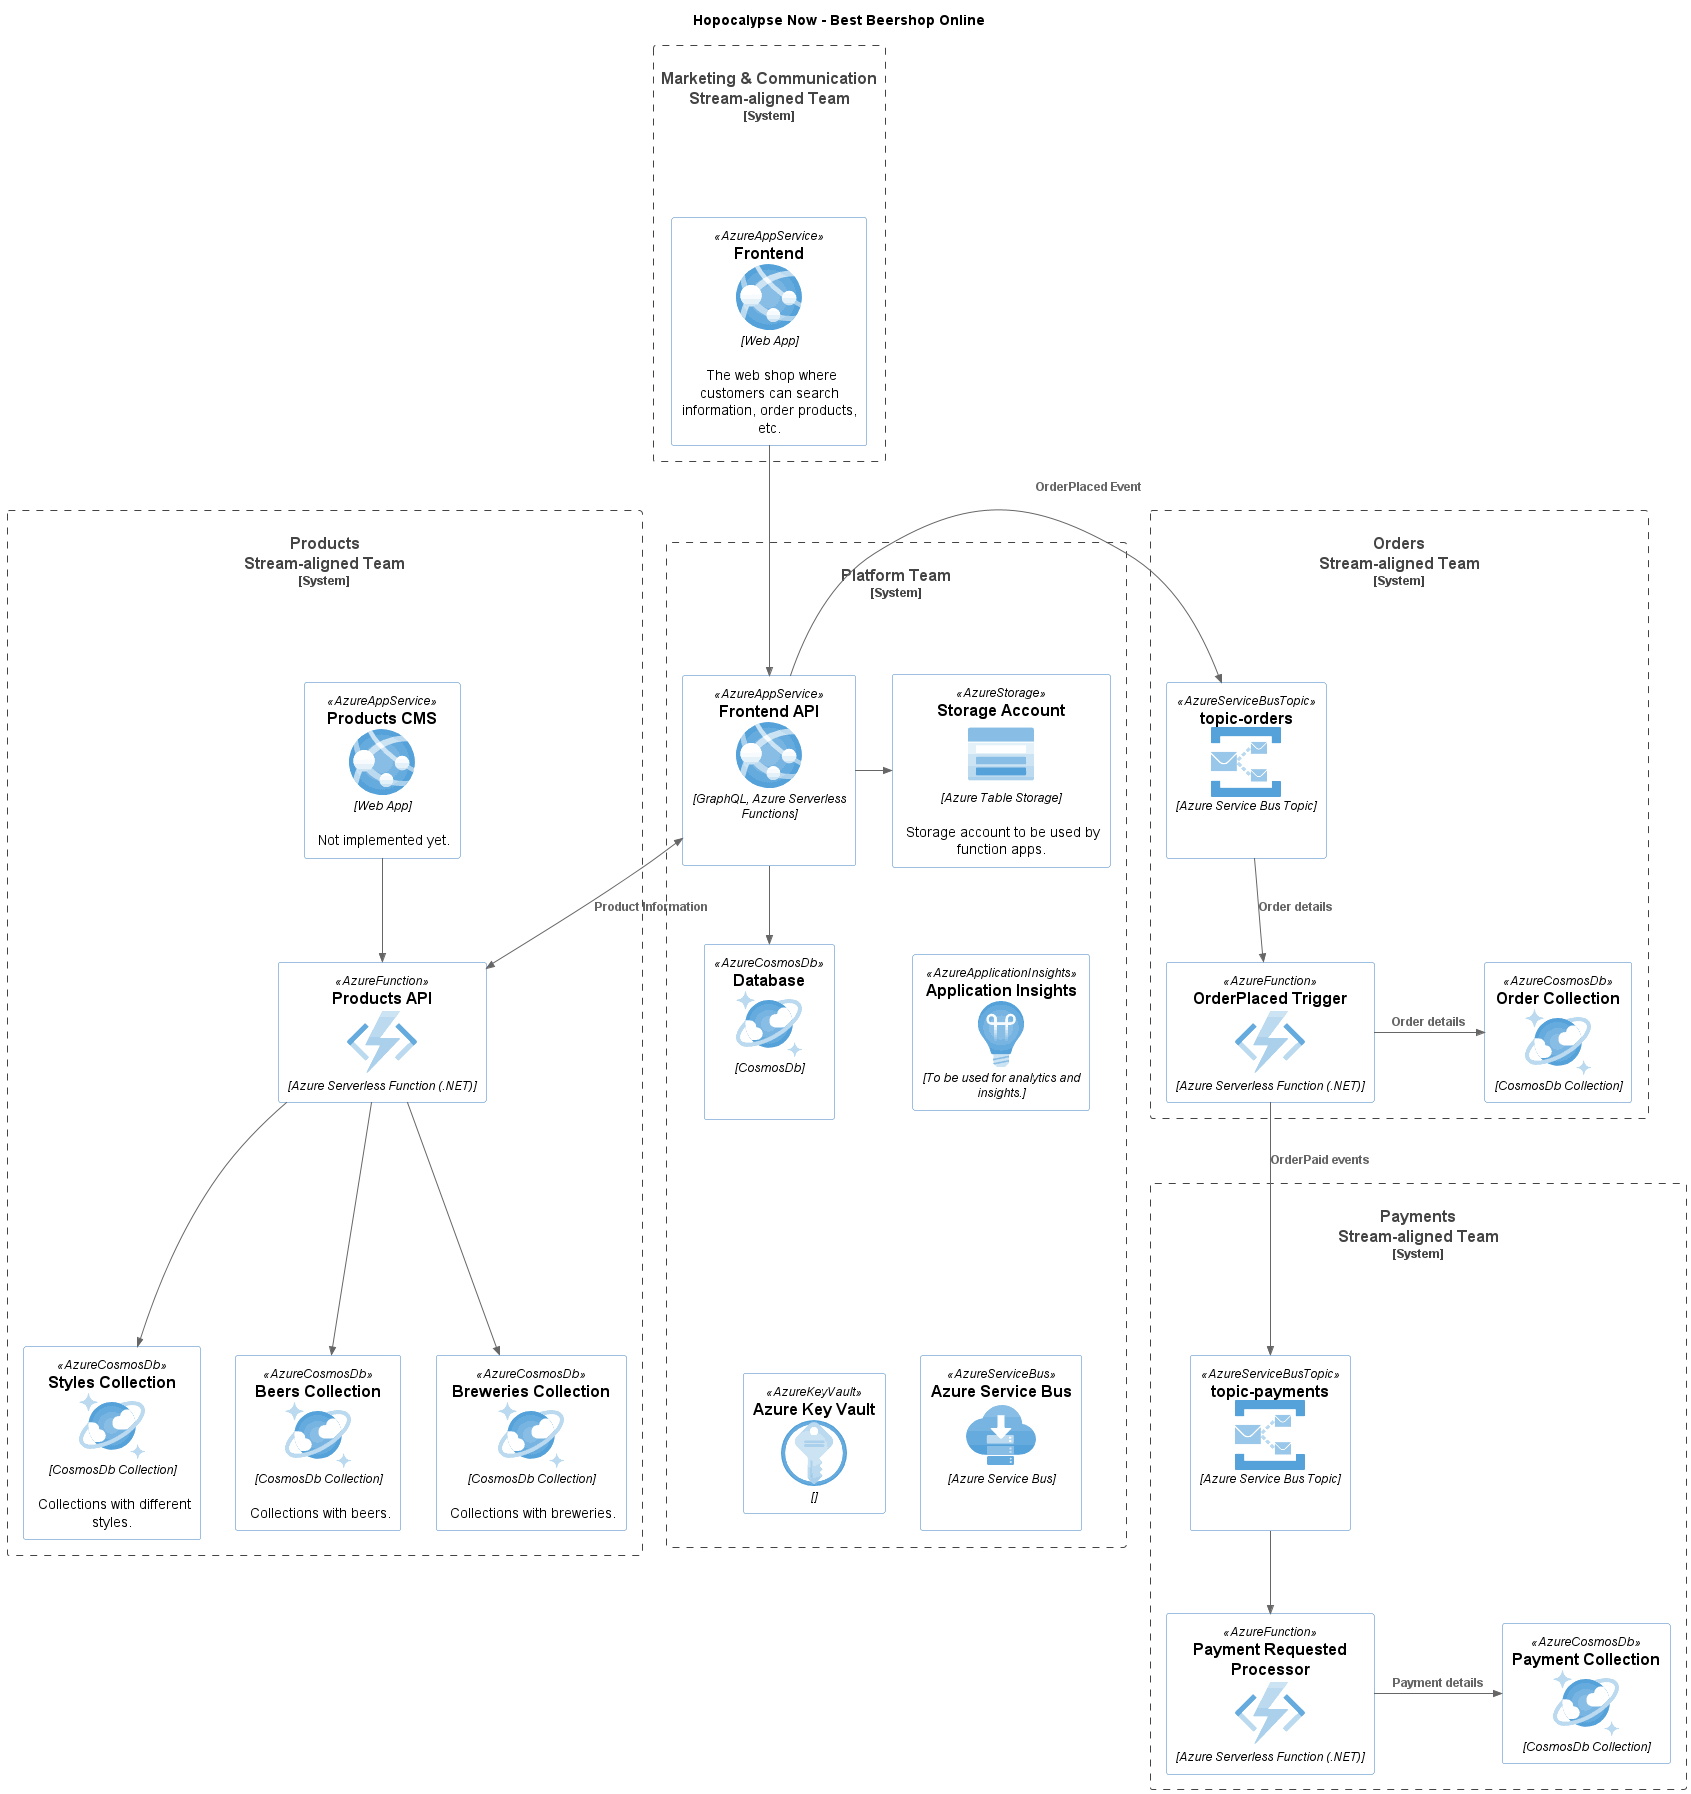 Hopocalypse Now - Best Beershop Online
Marketing & Communication
Stream-aligned Team
[System]
«AzureAppService»
Frontend
[Web App]
The web shop where
customers can search
information, order products,
etc.
OrderPlaced Event
Products
Stream-aligned Team
[System]
«AzureAppService»
Products CMS
[Web App]
Not implemented yet.
«AzureFunction»
Products API
[Azure Serverless Function (.NET)]
«AzureCosmosDb»
Styles Collection
[CosmosDb Collection]
Collections with different
styles.
«AzureCosmosDb»
Beers Collection
[CosmosDb Collection]
Collections with beers.
«AzureCosmosDb»
Breweries Collection
[CosmosDb Collection]
Collections with breweries.
Product Information
Platform Team
[System]
«AzureAppService»
Frontend API
[GraphQL, Azure Serverless
Functions]
«AzureStorage»
Storage Account
[Azure Table Storage]
Storage account to be used by
function apps.
«AzureCosmosDb»
Database
[CosmosDb]
«AzureApplicationInsights»
Application Insights
[To be used for analytics and
insights.]
«AzureKeyVault»
Azure Key Vault
[]
«AzureServiceBus»
Azure Service Bus
[Azure Service Bus]
Orders
Stream-aligned Team
[System]
«AzureServiceBusTopic»
topic-orders
[Azure Service Bus Topic]
Order details
«AzureFunction»
OrderPlaced Trigger
[Azure Serverless Function (.NET)]
Order details
«AzureCosmosDb»
Order Collection
[CosmosDb Collection]
OrderPaid events
Payments
Stream-aligned Team
[System]
«AzureServiceBusTopic»
topic-payments
[Azure Service Bus Topic]
«AzureFunction»
Payment Requested
Processor
[Azure Serverless Function (.NET)]
Payment details
«AzureCosmosDb»
Payment Collection
[CosmosDb Collection]